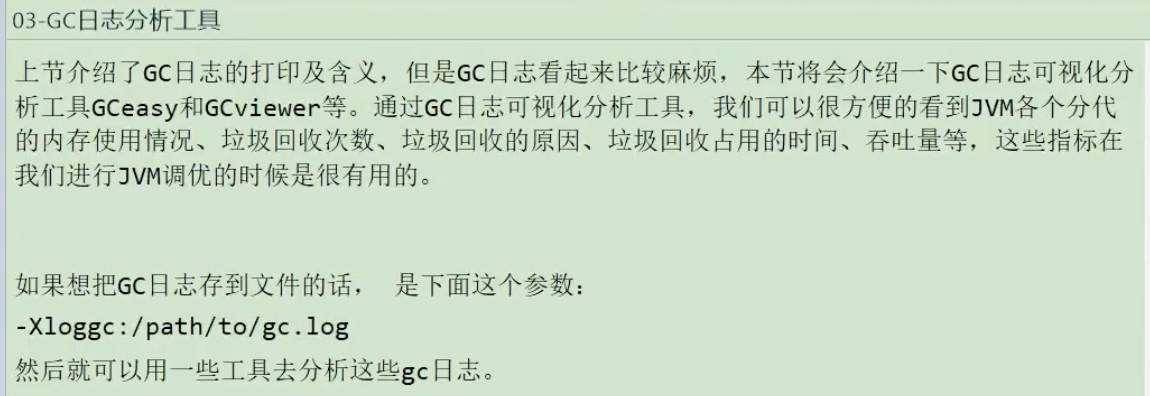 03-GC日志分析工具
上节介绍了GC日志的打印及含义，但是GC日志看起来比较麻烦，本节将会介绍一下GC日志可视化分
析工具GCeasy和GCviewer等。通过GC日志可视化分析工具，我们可以很方便的看到JVM各个分代
的内存使用情况、垃圾回收次数、垃圾回收的原因、垃圾回收占用的时间、吞吐量等，这些指标在
我们进行JVM调优的时候是很有用的。
如果想把GC日志存到文件的话， 是下面这个参数：
-Xloggc:/path/to/gc.log
然后就可以用一些工具去分析这些gc日志。